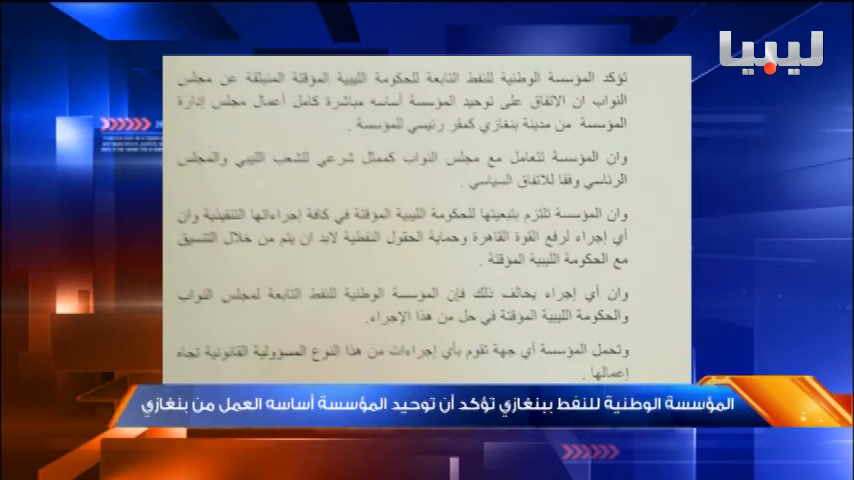 ليبيا
تؤكد المؤسسة الوطنية للنفط التابعة للحكومة الليبية المؤقتة المنبثقة عن مجلس
النواب ان الاتفاق على توحيد المؤسسة أساسه مباشرة كامل أعمال مجلس إدارة
المؤسسة من مدينة بنغازي كمقر رئيسي للمؤسسة .
وان المؤسسة تتعامل مع مجلس النواب كممثل شرعي للشعب الليبي والمجلس
الرئاسي وفقا للاتفاق السياسي .
وان المؤسسة تلتزم بتبعيتها للحكومة الليبية المؤقتة في كافة إجراءاتها التنفيذية وان
أي إجراء لرفع القوة القاهرة وحماية الحقول النفطية لابد ان يتم من خلال التنسيق
مع الحكومة الليبية المؤقتة .
وان أي إجراء يخالف ذلك فإن المؤسسة الوطنية للنفط التابعة لمجلس النواب
والحكومة الليبية المؤقتة في حل من هذا الإجراء.
وتحمل المؤسسة أي جهة تقوم بأي إجراءات من هذا النوع المسؤولية القانونية تجاه
إعمالها .
المؤسسة الوطنية للنفط ببنغازي تؤكد أن توحيد المؤسسة أساسه العمل من بنغازي